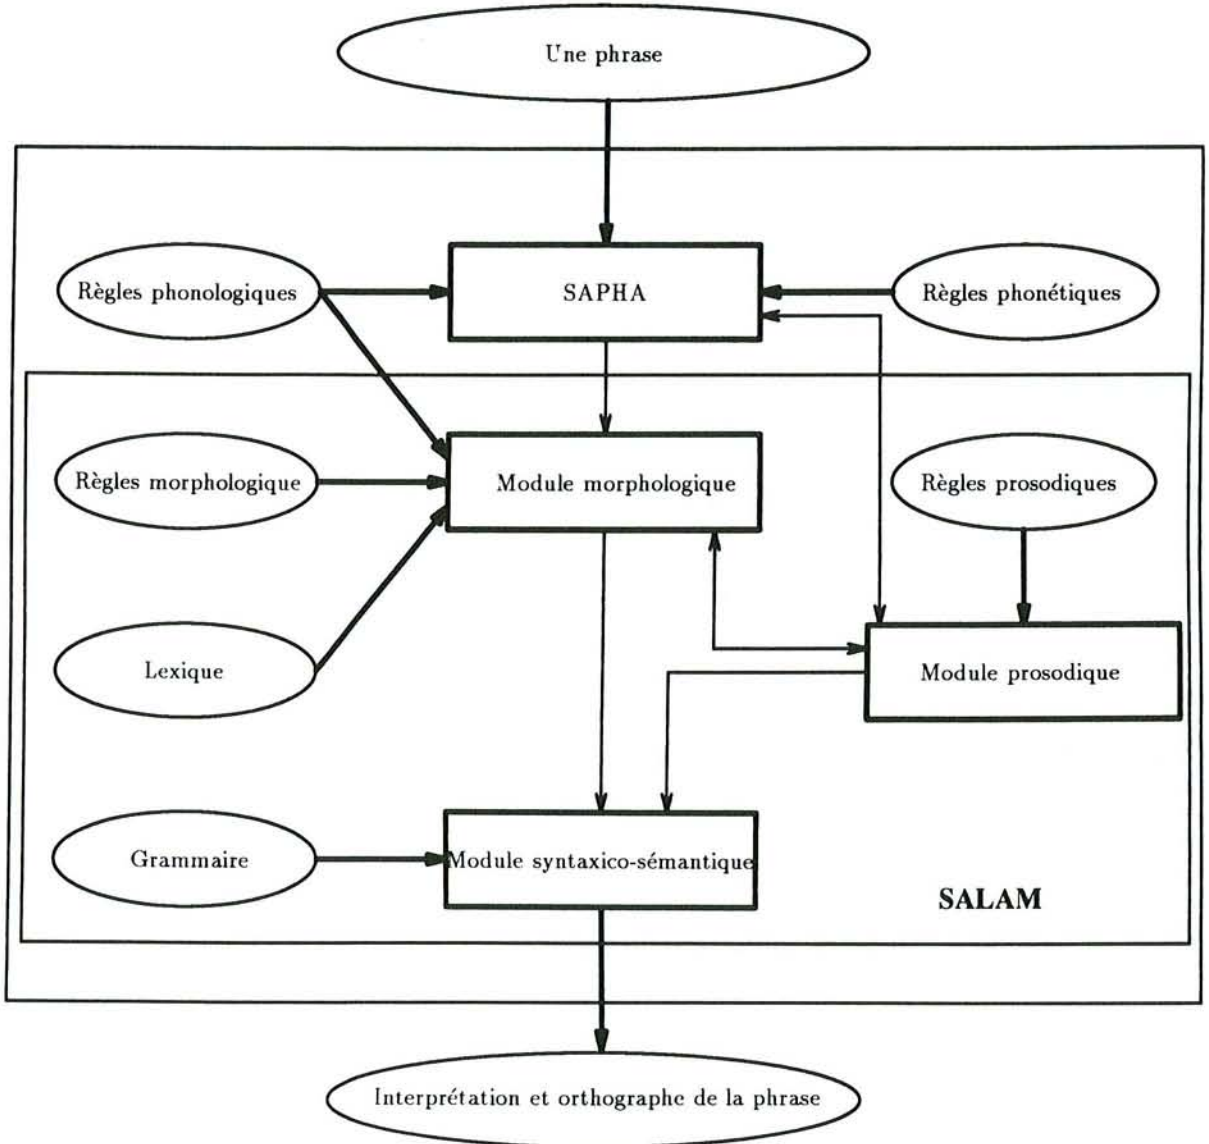 Une phrase
Règles phonologiques
SAPHA
Règles phonétiques
Règles morphologique
Module morphologique
Règles prosodiques
Lexique
Module prosodique
Grammaire
Module syntaxico-sémantique
SALAM
Interprétation et orthographe de la phrase